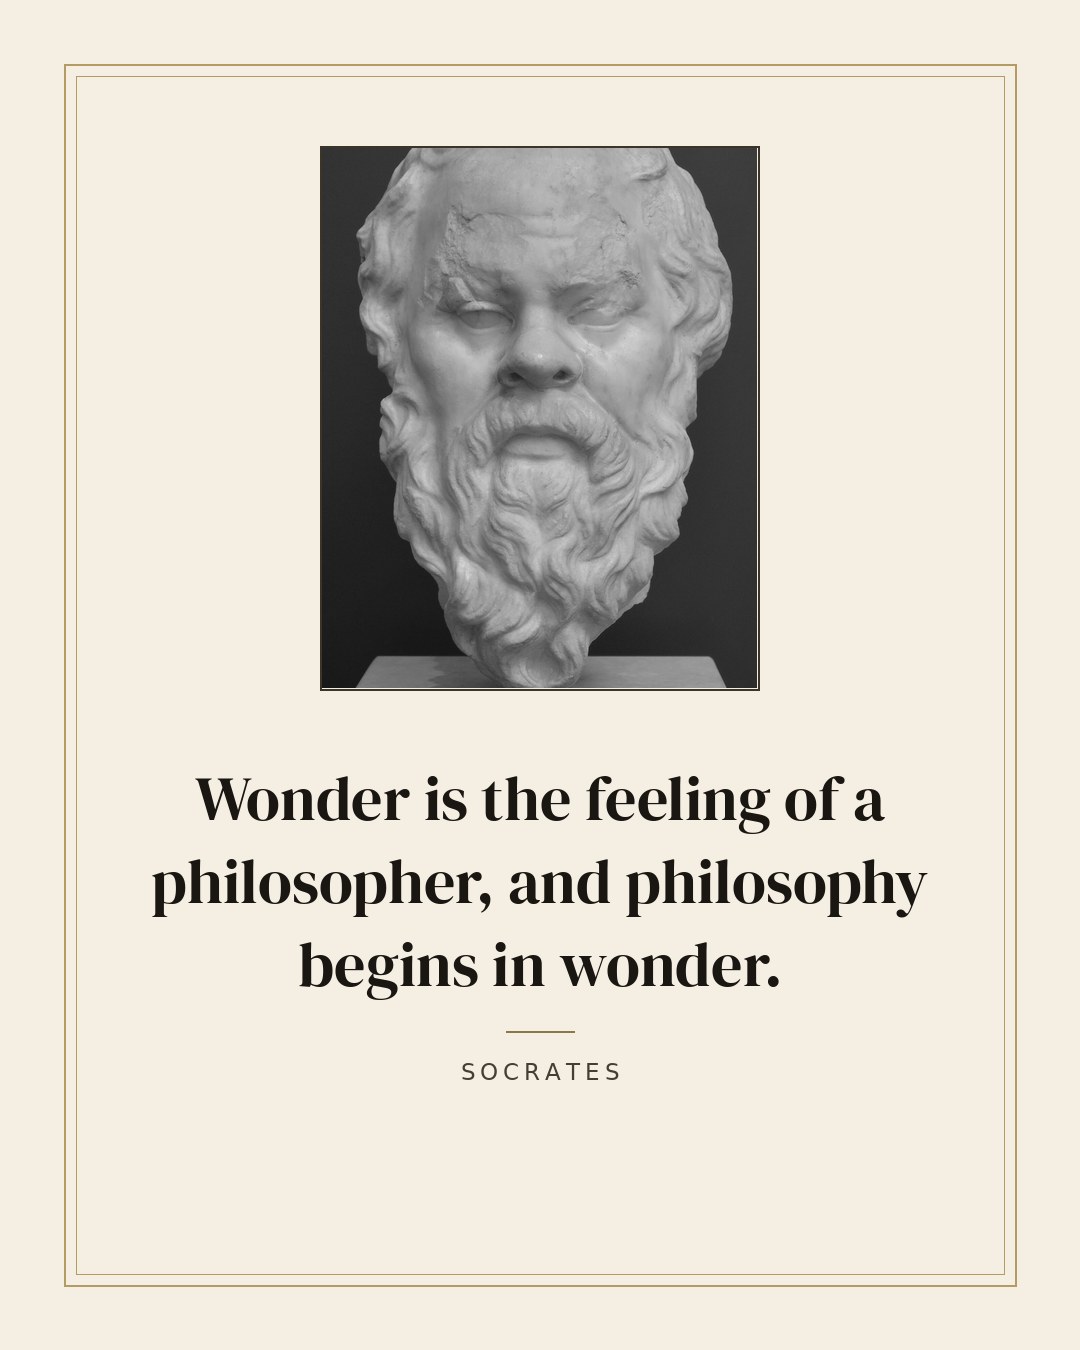 Wonder is the feeling of a
philosopher, and philosophy
begins in wonder.
SOCRATES